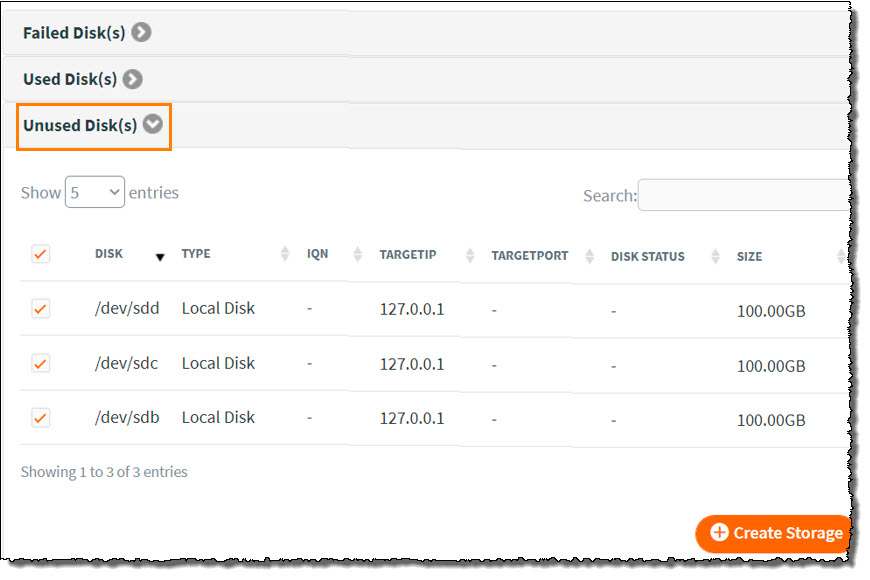 Failed Disk(s)
Used Disk(s)
Unused Disk(s)
Show 5 entries Search:
DISK TYPE IQN TARGETIP TARGETPORT DISK STATUS SIZE
/dev/sdd Local Disk - 127.0.0.1 - - 100.00GB
/dev/sdc Local Disk - 127.0.0.1 - - 100.00GB
/dev/sdb Local Disk - 127.0.0.1 - - 100.00GB
Showing 1 to 3 of 3 entries
Create Storage